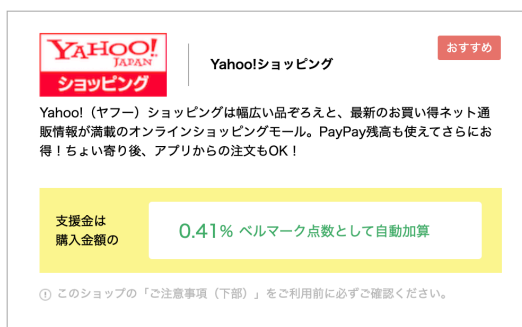 YAHOO!
JAPAN
ショッピング
Yahoo!ショッピング
おすすめ
Yahoo!（ヤフー）ショッピングは幅広い品ぞろえと、最新のお買い得ネット通
販情報が満載のオンラインショッピングモール。PayPay残高も使えてさらにお
得！ちょい寄り後、アプリからの注文もOK！
支援金は
購入金額の
0.41% ベルマーク点数として自動加算
このショップの「ご注意事項（下部）」をご利用前に必ずご確認ください。